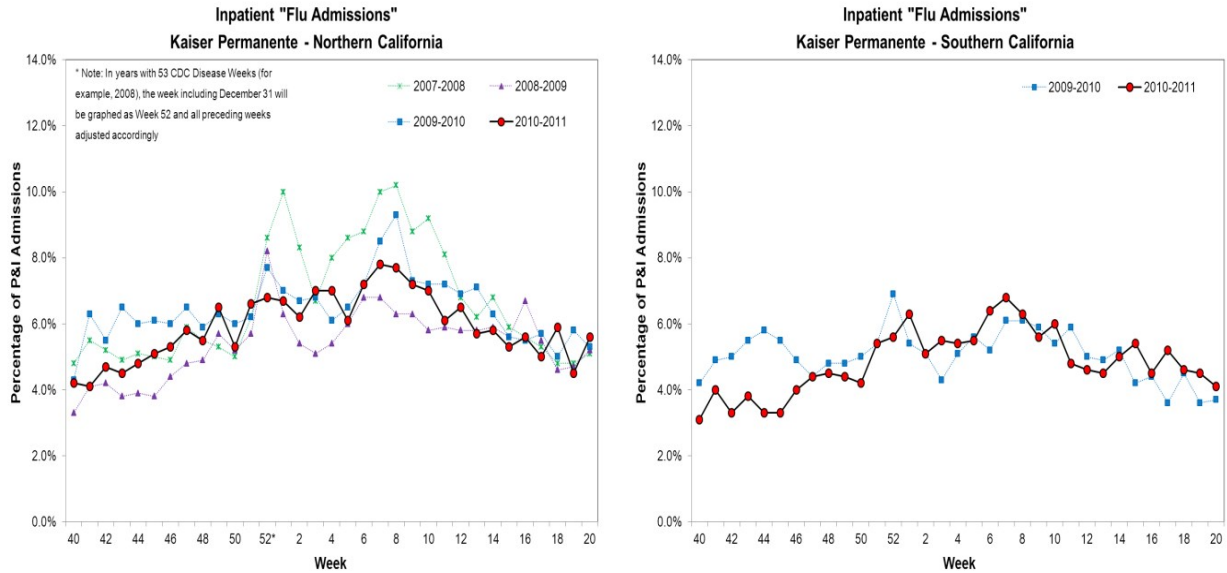 Inpatient "Flu Admissions"
Kaiser Permanente - Northern California
14.0%
12.0%
10.0%
8.0%
6.0%
4.0%
2.0%
0.0%
Percentage of P&I Admissions
* Note: In years with 53 CDC Disease Weeks (for
example, 2008), the week including December 31 will
be graphed as Week 52 and all preceding weeks
adjusted accordingly
2007-2008 2008-2009
2009-2010 2010-2011
40 42 44 46 48 50 52* 2 4 6 8 10 12 14 16 18 20
Week
Inpatient "Flu Admissions"
Kaiser Permanente - Southern California
14.0%
12.0%
10.0%
8.0%
6.0%
4.0%
2.0%
0.0%
Percentage of P&I Admissions
2009-2010 2010-2011
40 42 44 46 48 50 52 2 4 6 8 10 12 14 16 18 20
Week